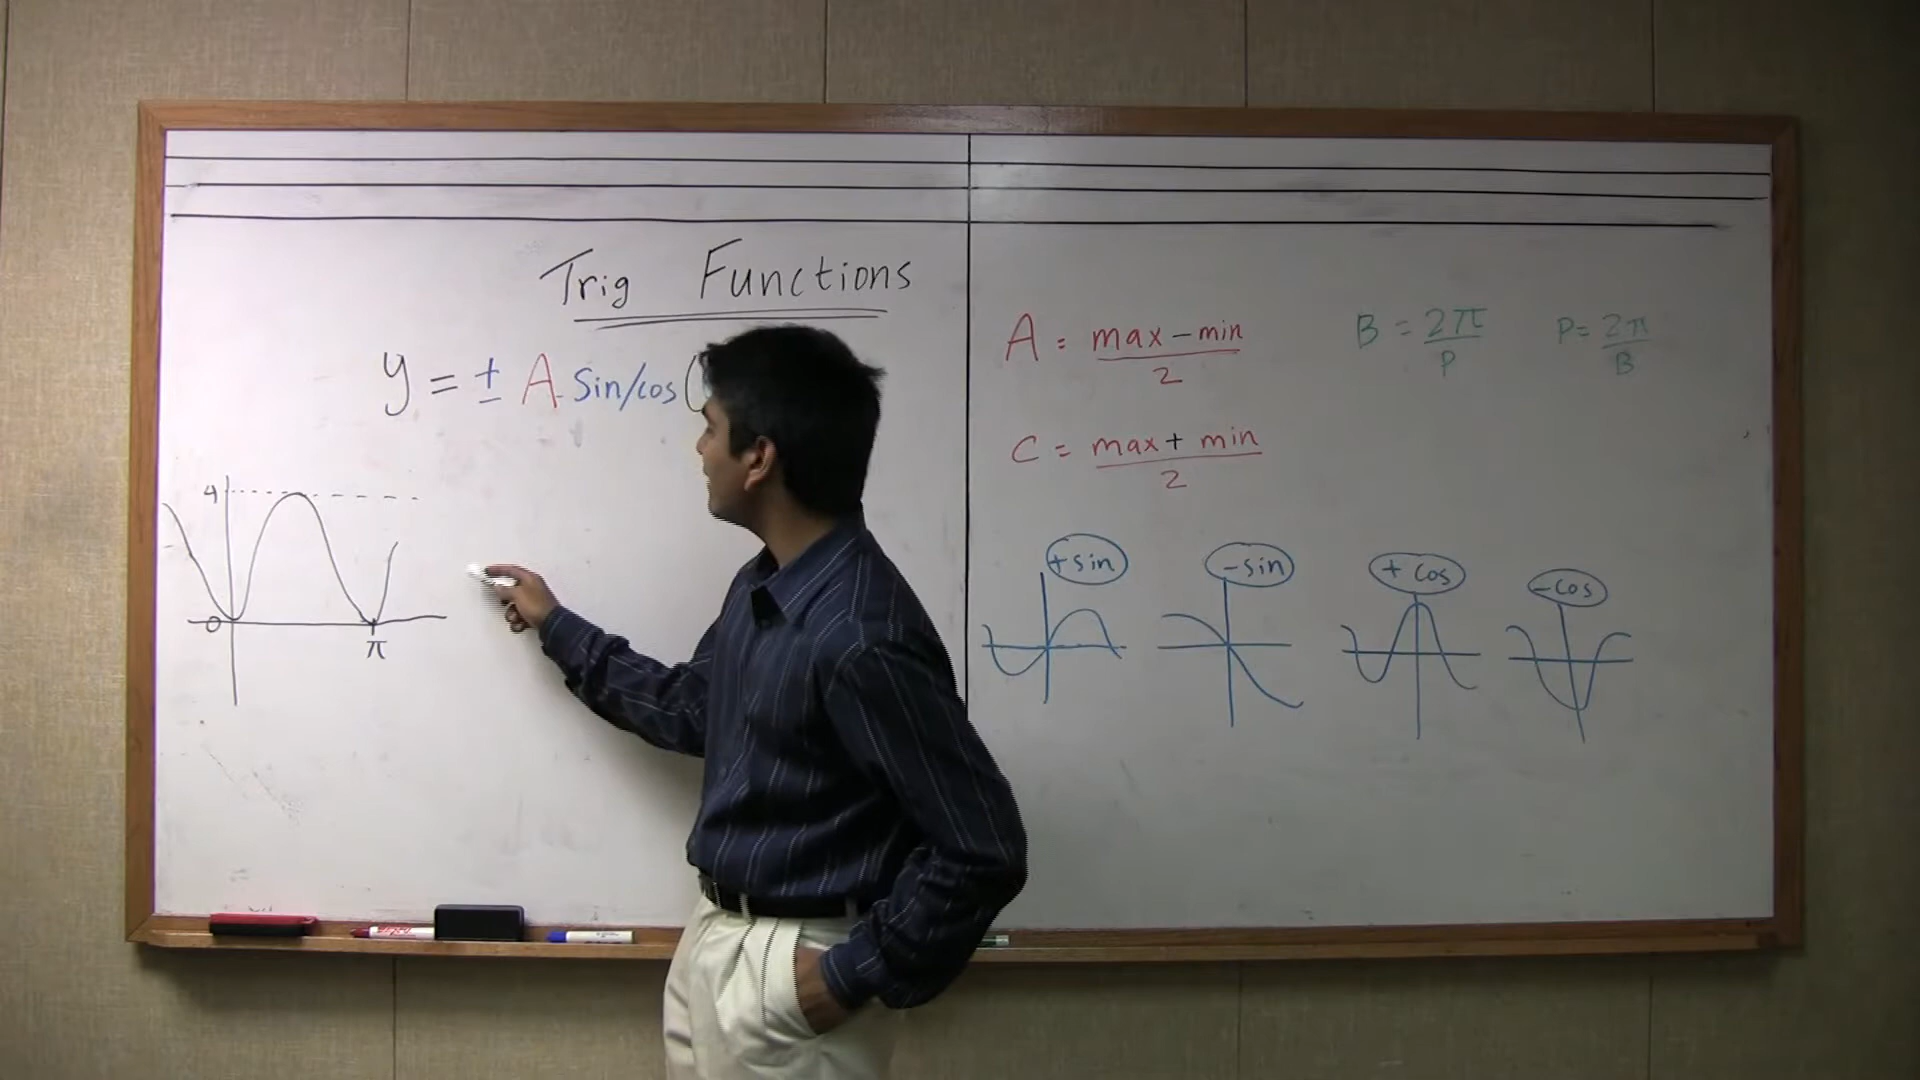 Trig Functions
y = ± A sin/cos(
4
0
π
A = max - min
2
B = 2π
P
P = 2π
B
C = max + min
2
+ sin
- sin
+ cos
- cos